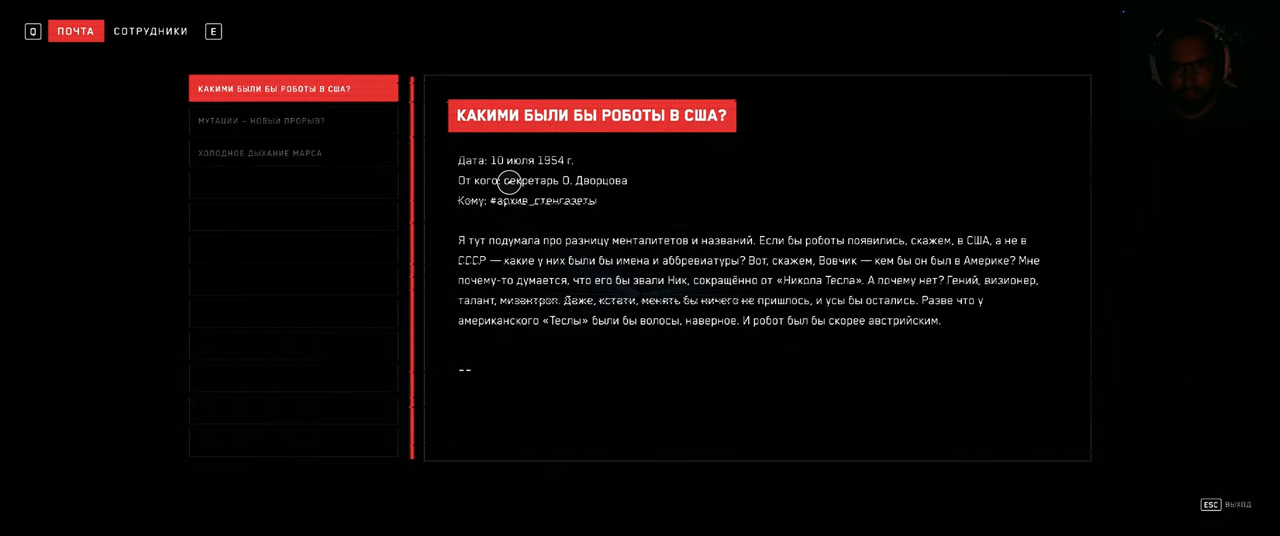 Q ПОЧТА СОТРУДНИКИ E
КАКИМИ БЫЛИ БЫ РОБОТЫ В США?
МУТАЦИИ – НОВЫЙ ПРОРЫВ?
ХОЛОДНОЕ ДЫХАНИЕ МАРСА
КАКИМИ БЫЛИ БЫ РОБОТЫ В США?
Дата: 10 июля 1954 г.
От кого: секретарь О. Дворцова
Кому: #архив_стенгазеты
Я тут подумала про разницу менталитетов и названий. Если бы роботы появились, скажем, в США, а не в
СССР — какие у них были бы имена и аббревиатуры? Вот, скажем, Вовчик — кем бы он был в Америке? Мне
почему-то думается, что его бы звали Ник, сокращённо от «Никола Тесла». А почему нет? Гений, визионер,
талант, мизантроп. Даже, кстати, менять бы ничего не пришлось, и усы бы остались. Разве что у
американского «Теслы» были бы волосы, наверное. И робот был бы скорее австрийским.
--
ESC ВЫХОД